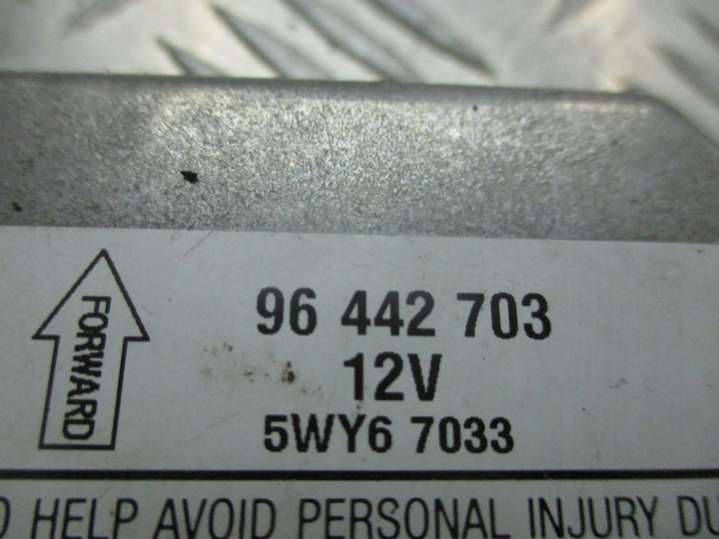 FORWARD
96 442 703
12V
5WY6 7033
HELP AVOID PERSONAL INJURY